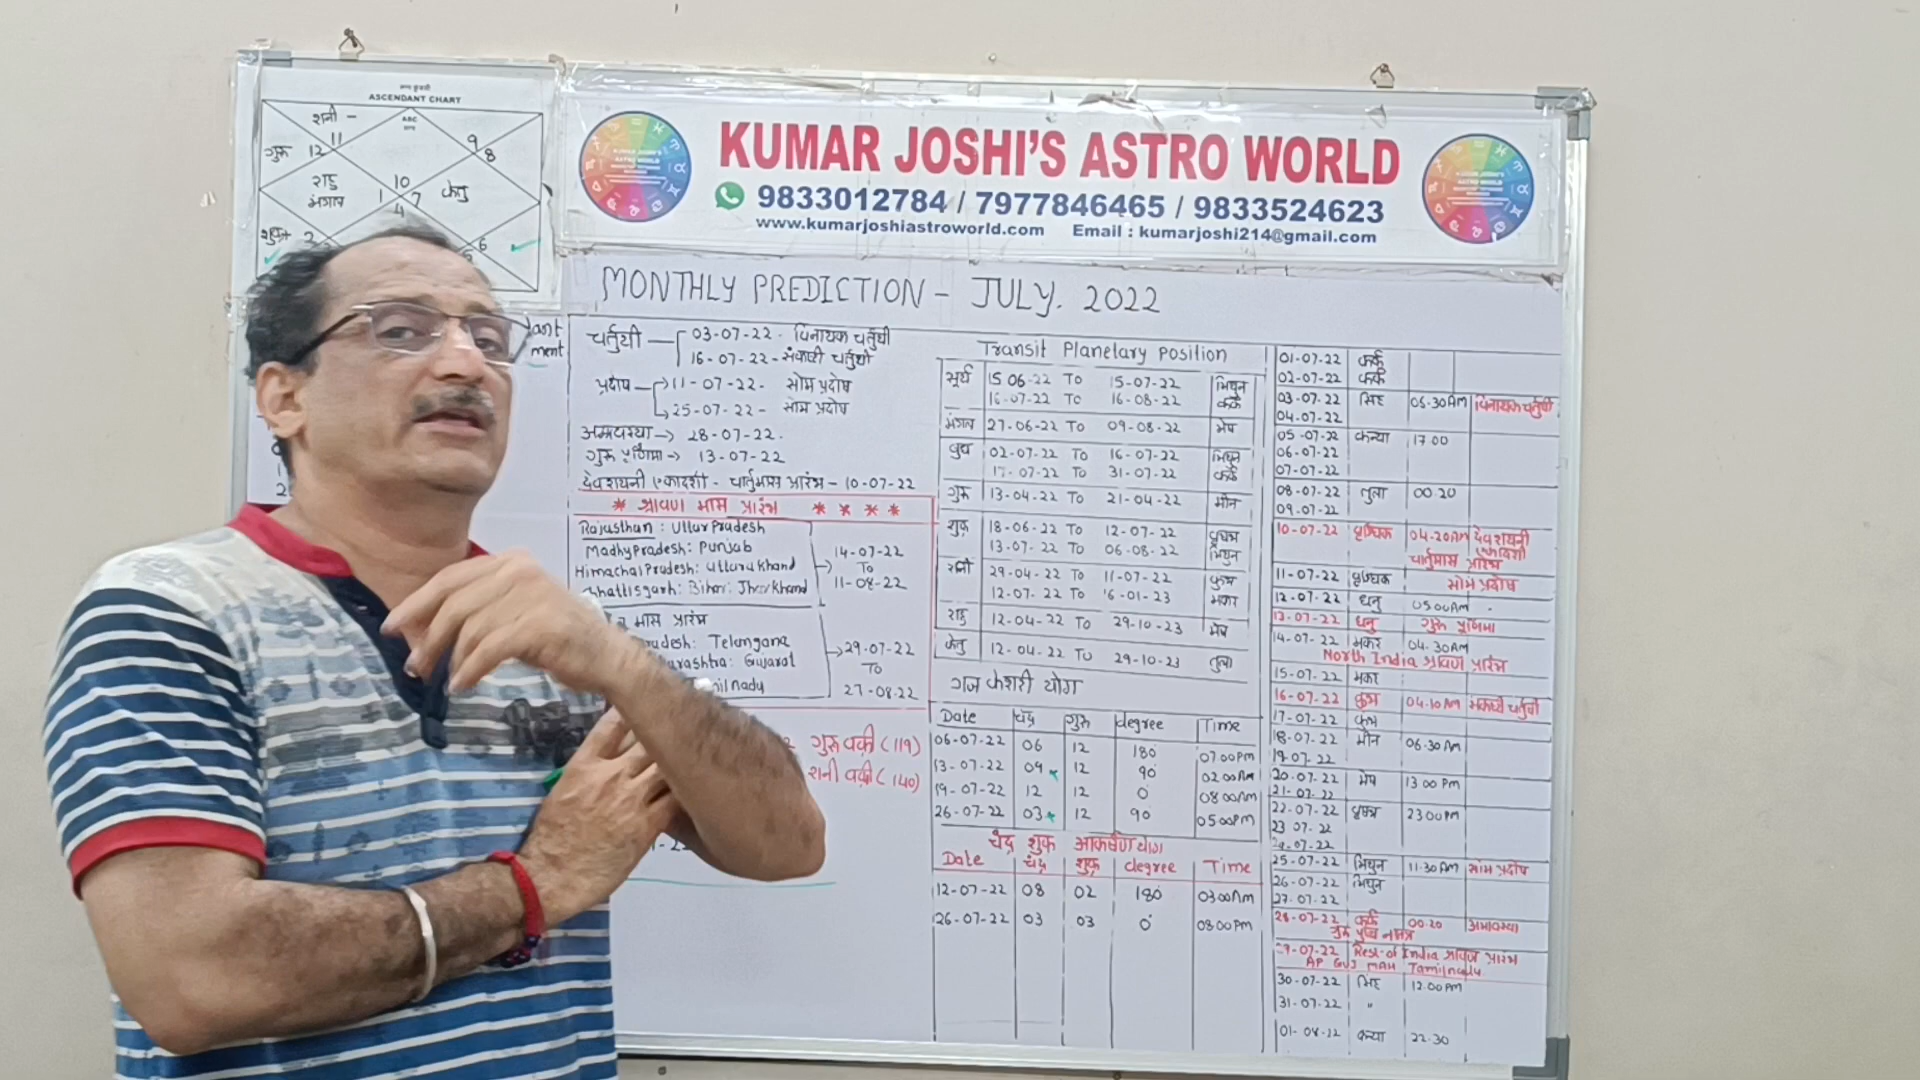 ASCENDANT CHART
ASC
शनी -
11
9
8
गुरु 12
राहु
मंगल
10
1
7
केतु
4
शुक्र 2
6
KUMAR JOSHI'S ASTRO WORLD
9833012784 / 7977846465 / 9833524623
www.kumarjoshiastroworld.com Email : kumarjoshi214@gmail.com
MONTHLY PREDICTION - JULY. 2022
चर्तुथी
03-07-22 - विनायक चर्तुथी
16-07-22 - संकष्टी चर्तुथी
प्रदोष
11-07-22 - सोम प्रदोष
25-07-22 - सोम प्रदोष
अमावस्या → 28-07-22.
गुरू पूर्णिमा → 13-07-22
देवशयनी एकादशी - चार्तुमास प्रारंभ - 10-07-22
* श्रावण मास प्रारंभ * * * *
Rajasthan : Uttar Pradesh
Madhy Pradesh : Punjab
Himachal Pradesh : Uttarakhand
Bihar : Jharkhand
14-07-22
TO
11-08-22
मास प्रारंभ
Telangana
Gujarat
29-07-22
TO
27-08-22
गुरु वक्री (119)
शनी वक्री (140)
Transit Planetary position
सूर्य 15.06-22 TO 15-07-22 मिथुन
16-07-22 TO 16-08-22 कर्क
मंगल 27-06-22 TO 09-08-22 मेष
बुध 02-07-22 TO 16-07-22 मिथुन
17-07-22 TO 31-07-22 कर्क
गुरु 13-04-22 TO 21-04-22 मीन
शुक्र 18-06-22 TO 12-07-22 वृषभ
13-07-22 TO 06-08-22 मिथुन
शनी 29-04-22 TO 11-07-22 कुंभ
12-07-22 TO 16-01-23 मकर
राहु 12-04-22 TO 29-10-23 मेष
केतु 12-04-22 TO 29-10-23 तुला
गज केशरी योग
Date चंद्र गुरु degree Time
06-07-22 06 12 180 07.00PM
13-07-22 09 12 90 02 00AM
19-07-22 12 12 0 08 00AM
26-07-22 03 12 90 05 00PM
चंद्र शुक्र आकर्षण योग
Date चंद्र शुक्र degree Time
12-07-22 08 02 180 03 00AM
26-07-22 03 03 0 08:00PM
01-07-22 कर्क
02-07-22 कर्क
03-07-22 सिंह 06.30AM विनायक चर्तुथी
04-07-22
05-07-22 कन्या 17.00
06-07-22
07-07-22
08-07-22 तुला 00.20
09-07-22
10-07-22 वृश्चिक 04-20AM देवशयनी एकादशी
चार्तुमास प्रारंभ
11-07-22 वृश्चिक सोम प्रदोष
12-07-22 धनु 05 00AM
13-07-22 धनु गुरू पूर्णिमा
14-07-22 मकर 04.30AM
North India श्रावण प्रारंभ
15-07-22 मकर
16-07-22 कुंभ 04.10AM संकष्टी चर्तुथी
17-07-22 कुंभ
18-07-22 मीन 06.30AM
19-07-22
20-07-22 मेष 13 00 PM
21-07-22
22-07-22 वृषभ 23 00PM
23 07-22
24-07-22
25-07-22 मिथुन 11.30AM सोम प्रदोष
26-07-22 मिथुन
27-07-22
28-07-22 कर्क 00.20 अमावस्या
गुरु पुष्य नक्षत्र
Rest of India श्रावण प्रारंभ
AP GUJ MAH Tamilnadu
30-07-22 सिंह 12.00PM
31-07-22 "
कन्या 22.30